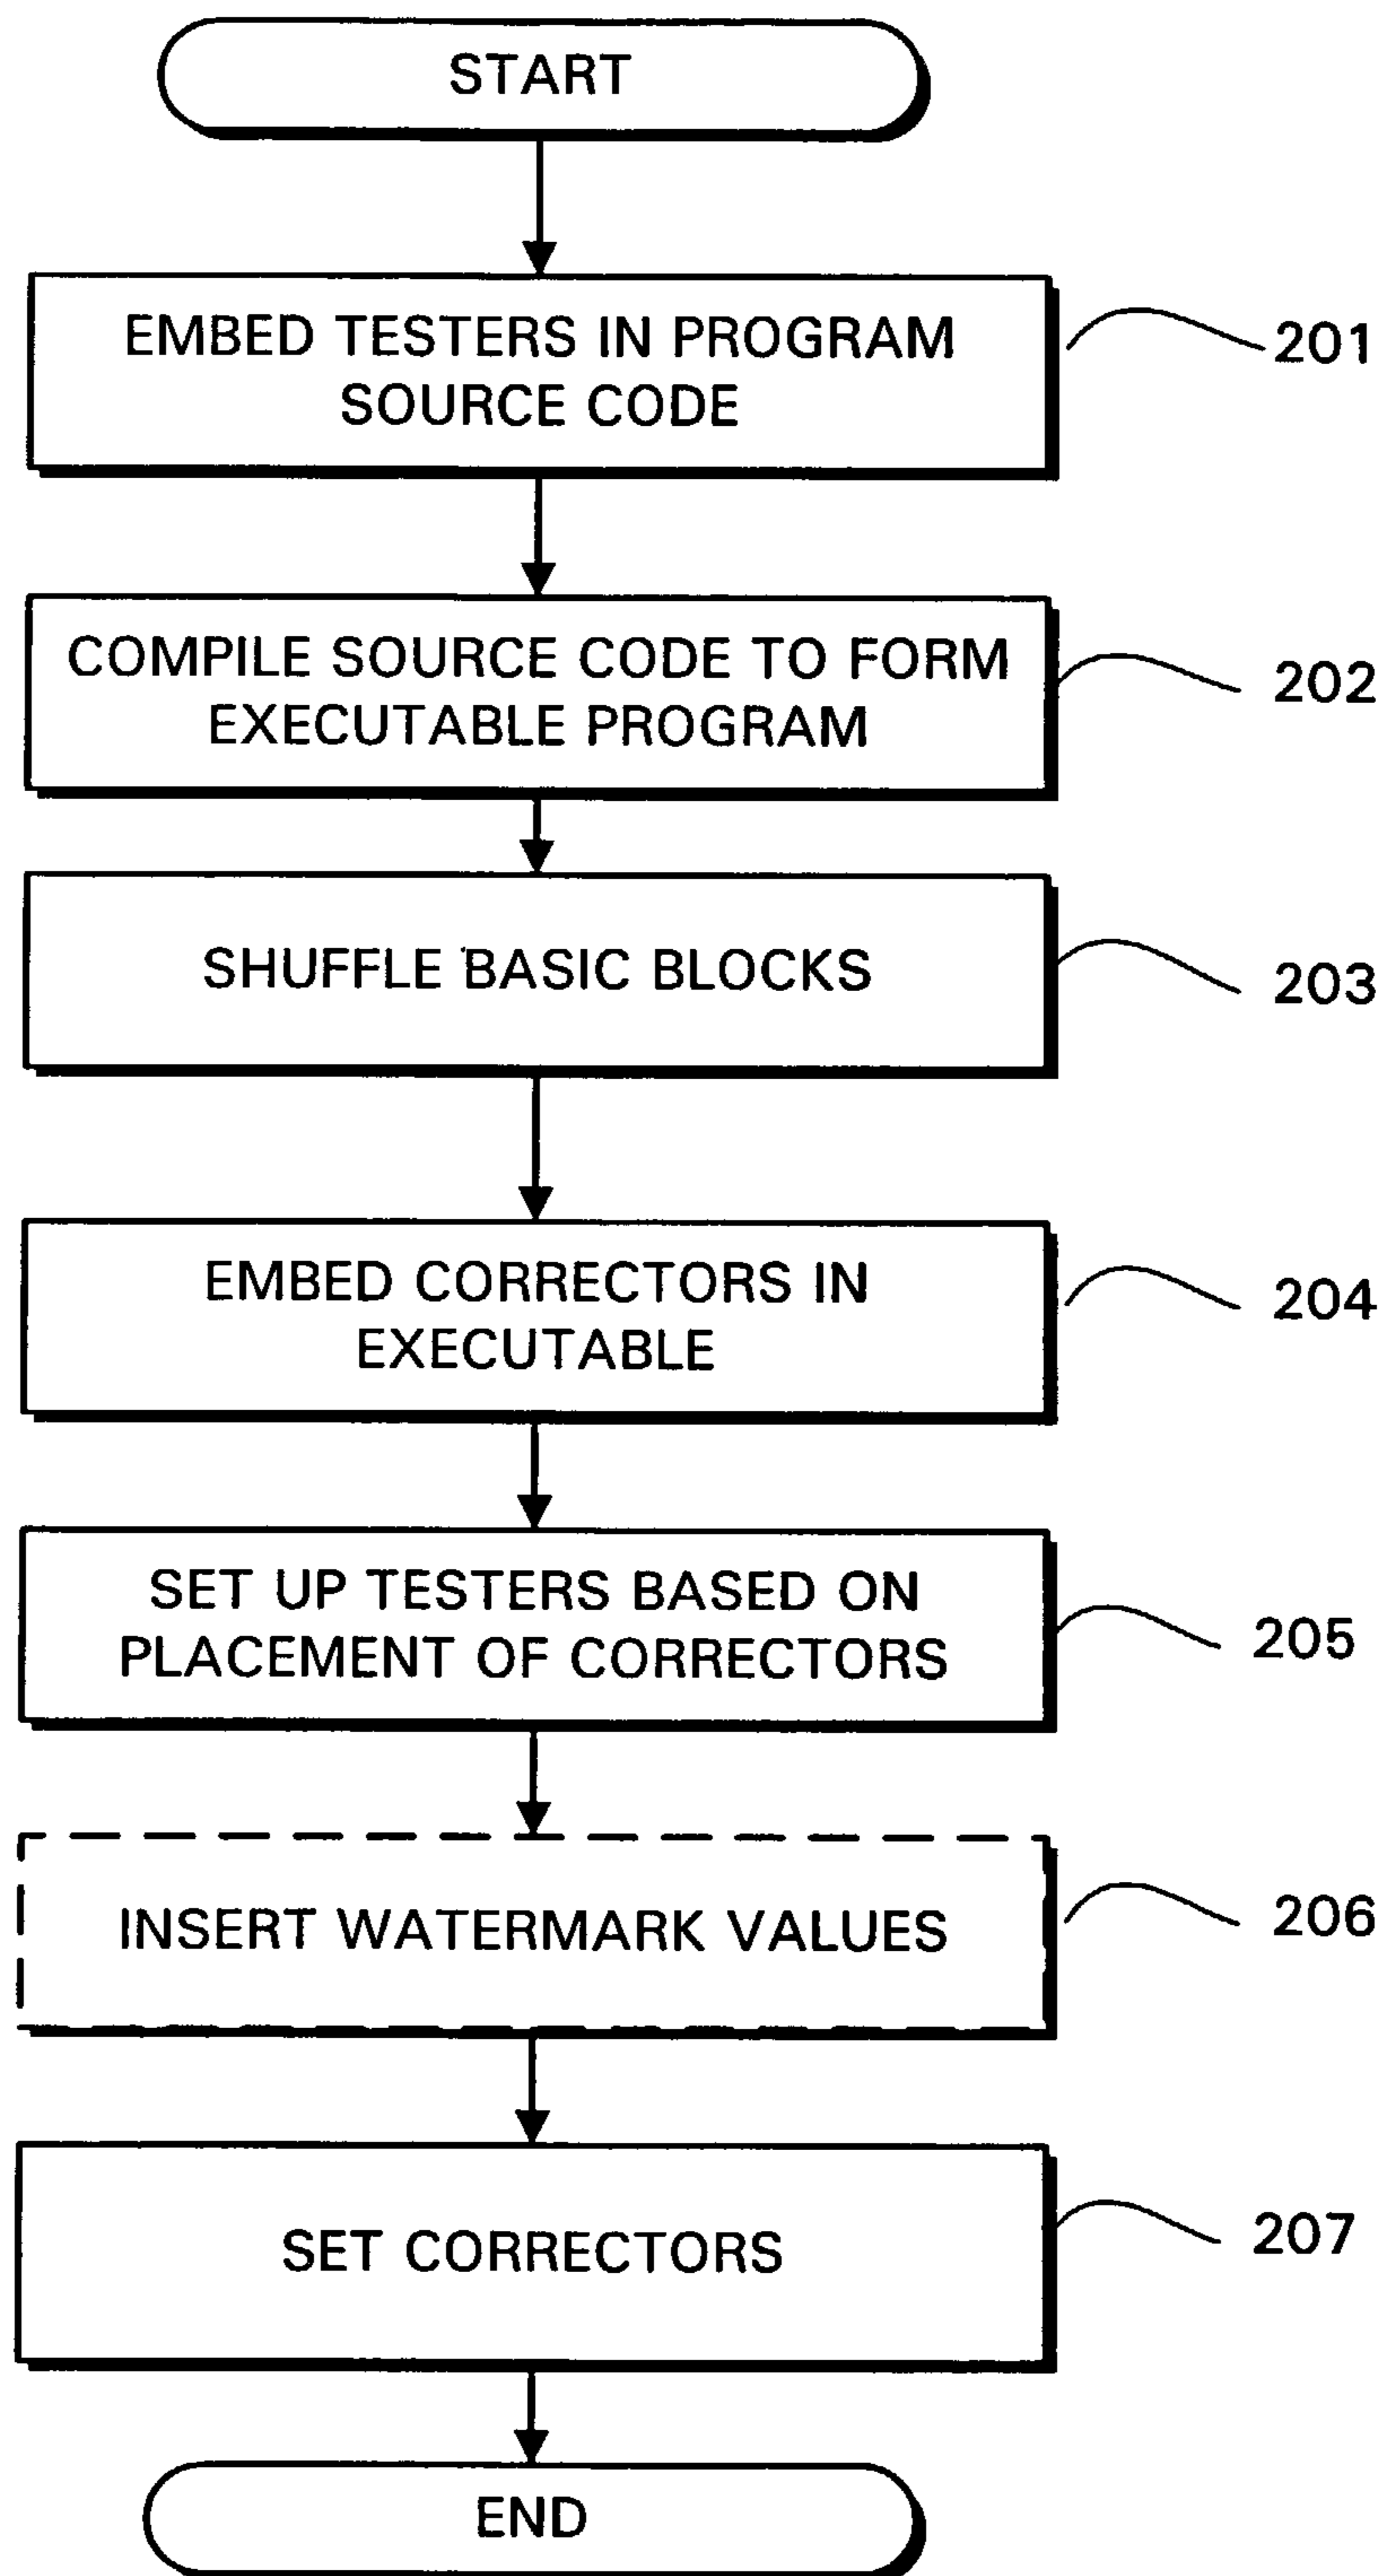 START
EMBED TESTERS IN PROGRAM
SOURCE CODE
201
COMPILE SOURCE CODE TO FORM
EXECUTABLE PROGRAM
202
SHUFFLE BASIC BLOCKS
203
EMBED CORRECTORS IN
EXECUTABLE
204
SET UP TESTERS BASED ON
PLACEMENT OF CORRECTORS
205
INSERT WATERMARK VALUES
206
SET CORRECTORS
207
END